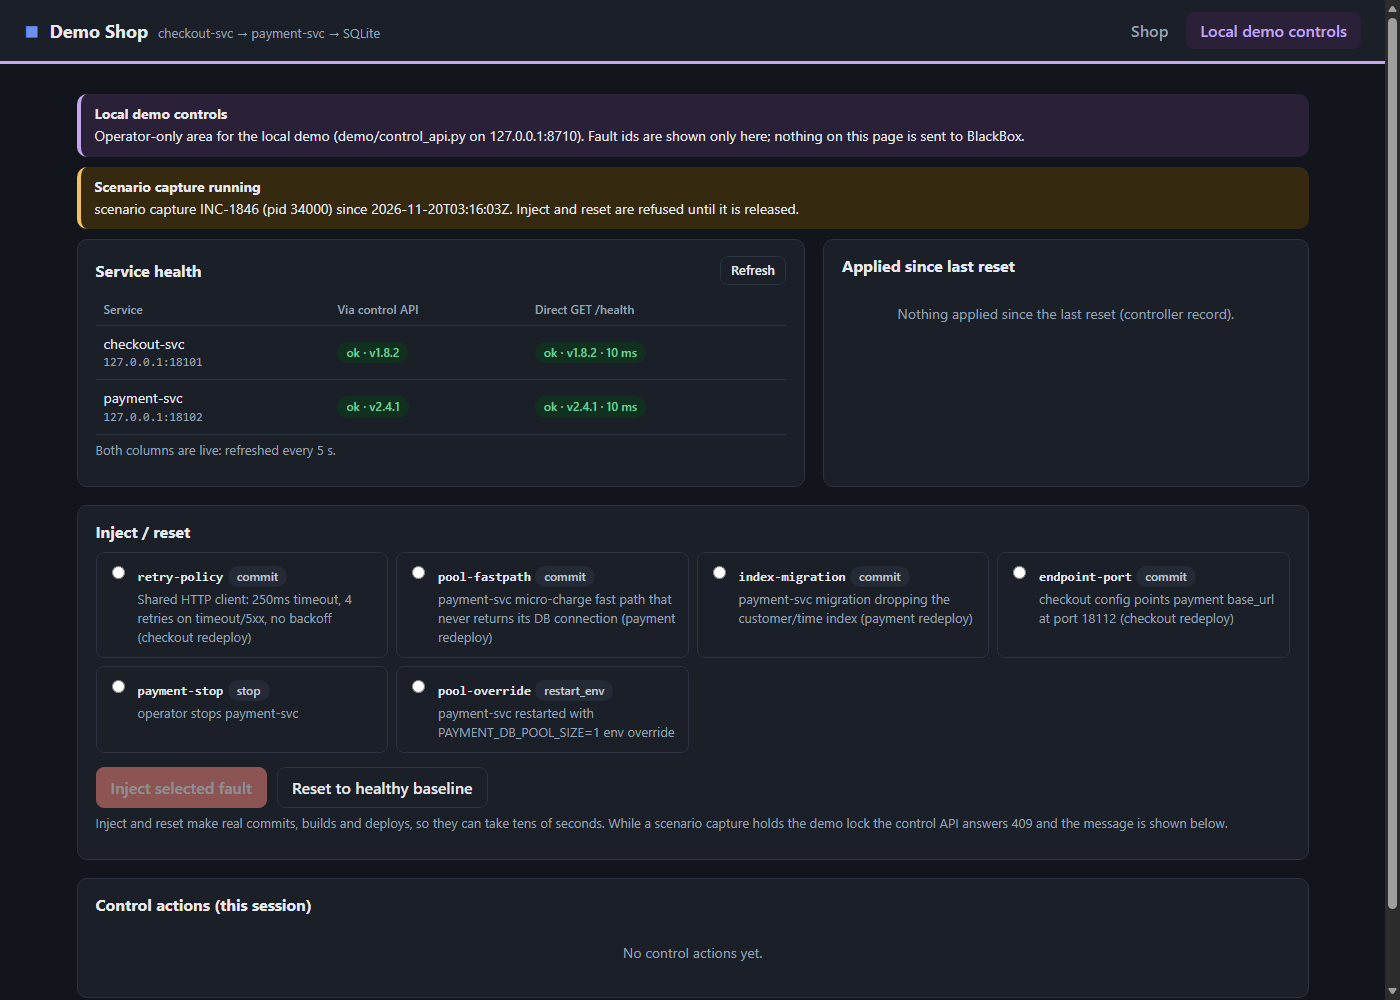 Demo Shop checkout-svc → payment-svc → SQLite
Shop
Local demo controls
Local demo controls
Operator-only area for the local demo (demo/control_api.py on 127.0.0.1:8710). Fault ids are shown only here; nothing on this page is sent to BlackBox.
Scenario capture running
scenario capture INC-1846 (pid 34000) since 2026-11-20T03:16:03Z. Inject and reset are refused until it is released.
Service health
Refresh
Service Via control API Direct GET /health
checkout-svc
127.0.0.1:18101
ok · v1.8.2
ok · v1.8.2 · 10 ms
payment-svc
127.0.0.1:18102
ok · v2.4.1
ok · v2.4.1 · 10 ms
Both columns are live: refreshed every 5 s.
Applied since last reset
Nothing applied since the last reset (controller record).
Inject / reset
retry-policy commit
Shared HTTP client: 250ms timeout, 4
retries on timeout/5xx, no backoff
(checkout redeploy)
pool-fastpath commit
payment-svc micro-charge fast path that
never returns its DB connection (payment
redeploy)
index-migration commit
payment-svc migration dropping the
customer/time index (payment redeploy)
endpoint-port commit
checkout config points payment base_url
at port 18112 (checkout redeploy)
payment-stop stop
operator stops payment-svc
pool-override restart_env
payment-svc restarted with
PAYMENT_DB_POOL_SIZE=1 env override
Inject selected fault
Reset to healthy baseline
Inject and reset make real commits, builds and deploys, so they can take tens of seconds. While a scenario capture holds the demo lock the control API answers 409 and the message is shown below.
Control actions (this session)
No control actions yet.